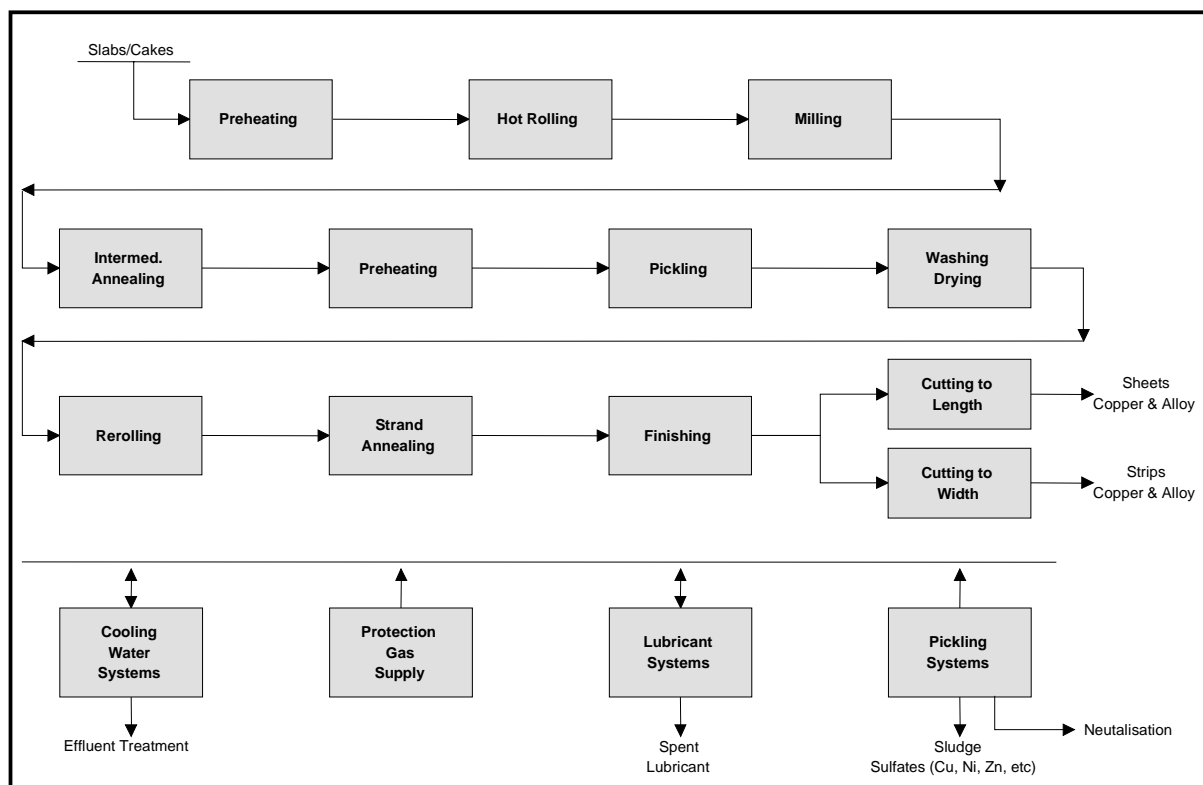 Slabs/Cakes
Preheating
Hot Rolling
Milling
Intermed.
Annealing
Preheating
Pickling
Washing
Drying
Rerolling
Strand
Annealing
Finishing
Cutting to
Length
Sheets
Copper & Alloy
Cutting to
Width
Strips
Copper & Alloy
Cooling
Water
Systems
Protection
Gas
Supply
Lubricant
Systems
Pickling
Systems
Effluent Treatment
Spent
Lubricant
Sludge
Sulfates (Cu, Ni, Zn, etc)
Neutalisation